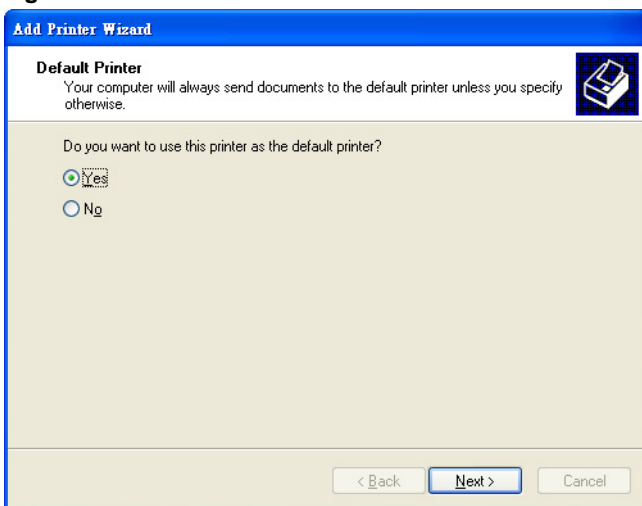 Add Printer Wizard
Default Printer
Your computer will always send documents to the default printer unless you specify
otherwise.
Do you want to use this printer as the default printer?
Yes
No
< Back
Next >
Cancel